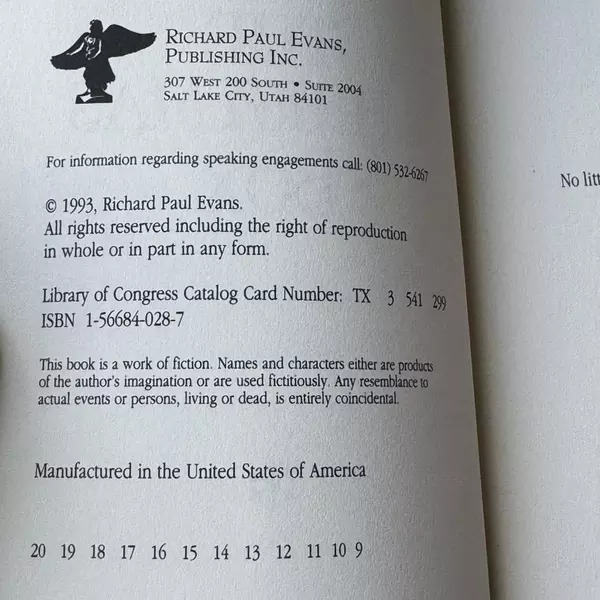 RICHARD PAUL EVANS,
PUBLISHING INC.
307 WEST 200 SOUTH • SUITE 2004
SALT LAKE CITY, UTAH 84101
For information regarding speaking engagements call: (801) 532-6267
© 1993, Richard Paul Evans.
All rights reserved including the right of reproduction
in whole or in part in any form.
Library of Congress Catalog Card Number: TX 3 541 299
ISBN 1-56684-028-7
This book is a work of fiction. Names and characters either are products
of the author's imagination or are used fictitiously. Any resemblance to
actual events or persons, living or dead, is entirely coincidental.
Manufactured in the United States of America
20 19 18 17 16 15 14 13 12 11 10 9
No